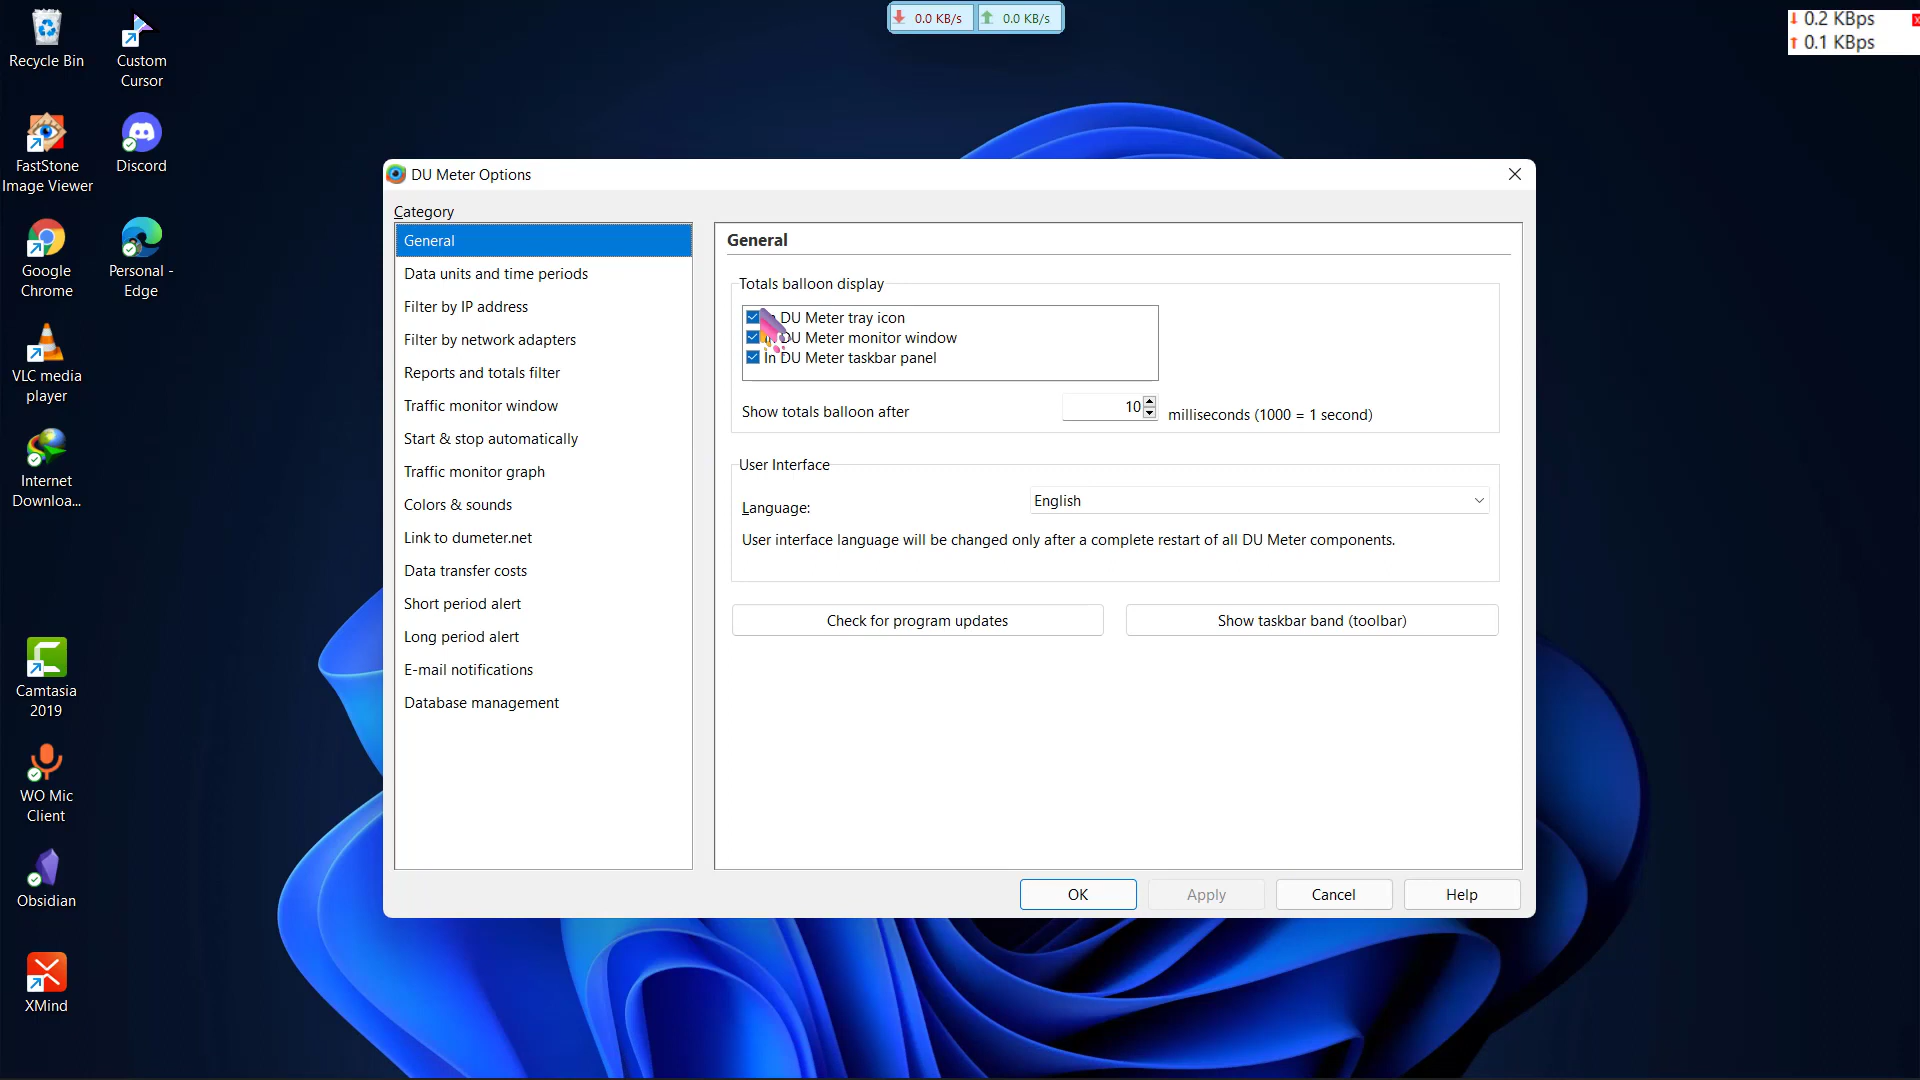 0.0 KB/s 0.0 KB/s
0.2 KBps
0.1 KBps
Recycle Bin
Custom
Cursor
FastStone
Image Viewer
Discord
Google
Chrome
Personal -
Edge
VLC media
player
Internet
Downloa...
Camtasia
2019
WO Mic
Client
Obsidian
XMind
DU Meter Options
Category
General
Data units and time periods
Filter by IP address
Filter by network adapters
Reports and totals filter
Traffic monitor window
Start & stop automatically
Traffic monitor graph
Colors & sounds
Link to dumeter.net
Data transfer costs
Short period alert
Long period alert
E-mail notifications
Database management
General
Totals balloon display
DU Meter tray icon
DU Meter monitor window
In DU Meter taskbar panel
Show totals balloon after 10 milliseconds (1000 = 1 second)
User Interface
Language: English
User interface language will be changed only after a complete restart of all DU Meter components.
Check for program updates Show taskbar band (toolbar)
OK Apply Cancel Help